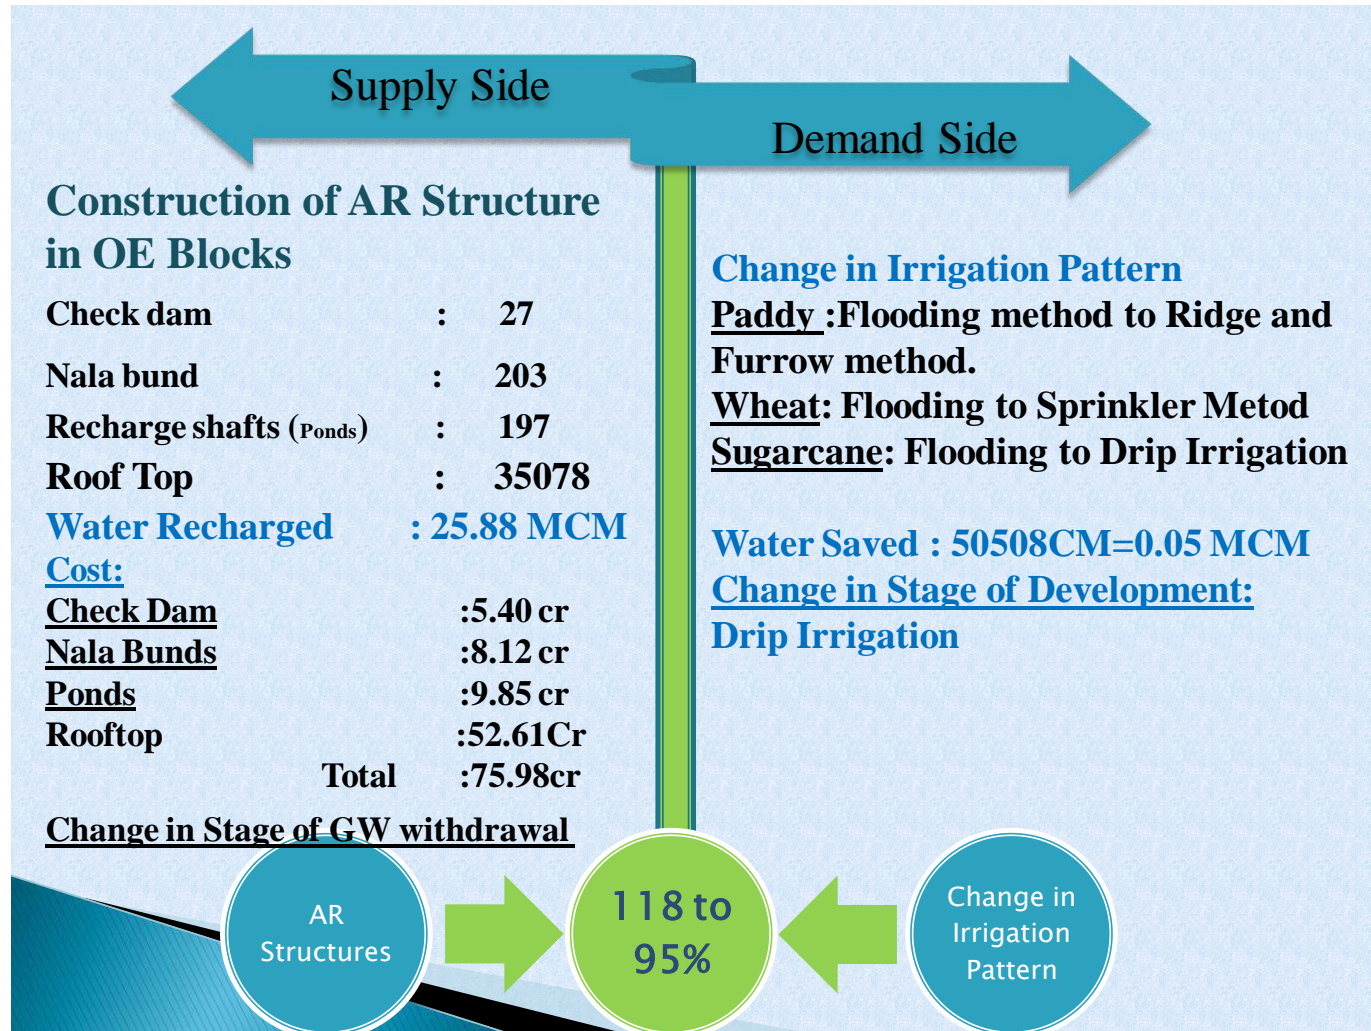 Supply Side
Demand Side
Construction of AR Structure
in OE Blocks
Check dam : 27
Nala bund : 203
Recharge shafts (Ponds) : 197
Roof Top : 35078
Water Recharged : 25.88 MCM
Cost:
Check Dam :5.40 cr
Nala Bunds :8.12 cr
Ponds :9.85 cr
Rooftop :52.61Cr
Total :75.98cr
Change in Stage of GW withdrawal
Change in Irrigation Pattern
Paddy :Flooding method to Ridge and
Furrow method.
Wheat: Flooding to Sprinkler Metod
Sugarcane: Flooding to Drip Irrigation
Water Saved : 50508CM=0.05 MCM
Change in Stage of Development:
Drip Irrigation
AR
Structures
118 to
95%
Change in
Irrigation
Pattern